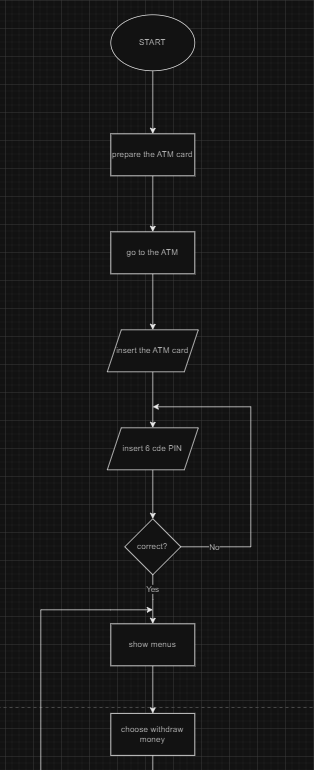 START
prepare the ATM card
go to the ATM
insert the ATM card
insert 6 cde PIN
correct?
No
Yes
show menus
choose withdraw
money